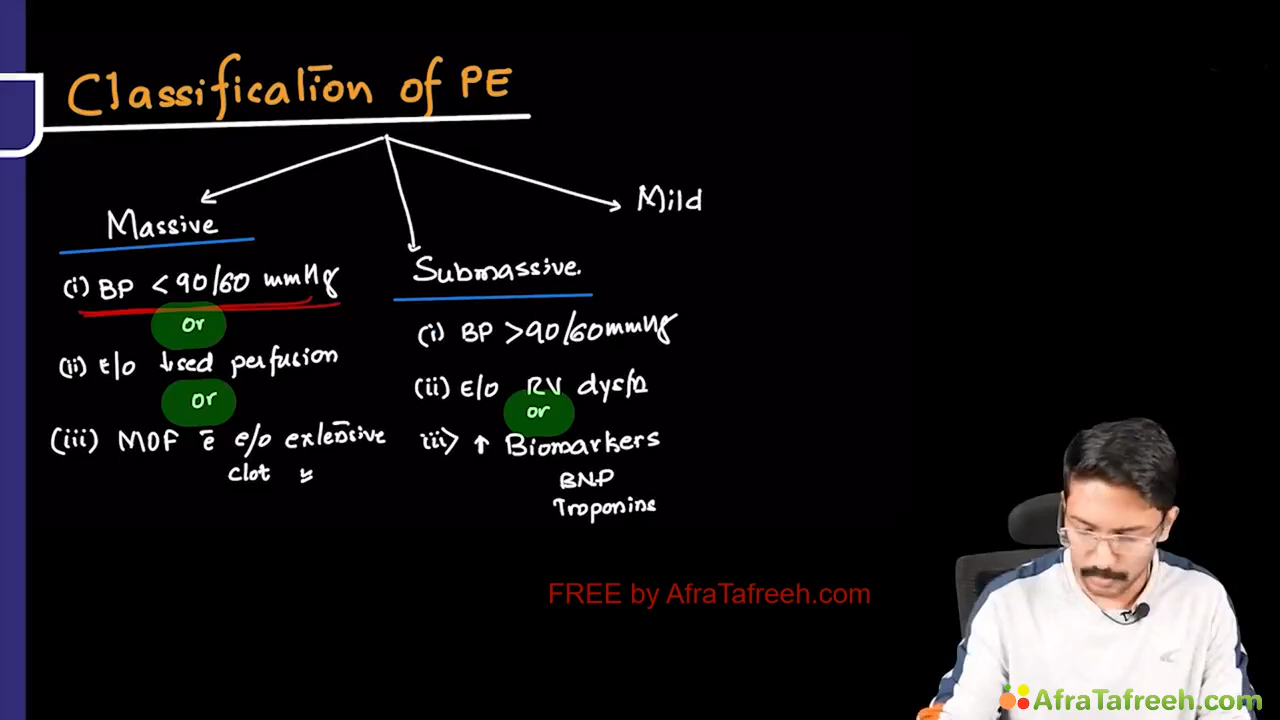 Classification of PE
Massive
(i) BP < 90/60 mmHg
or
(ii) E/o ↓sed perfusion
or
(iii) MOF c̄ e/o extensive
clot
Submassive.
(i) BP >90/60mmHg
(ii) E/o RV dysfn
or
iii> ↑ Biomarkers
BNP
Troponins
Mild
FREE by AfraTafreeh.com
AfraTafreeh.com